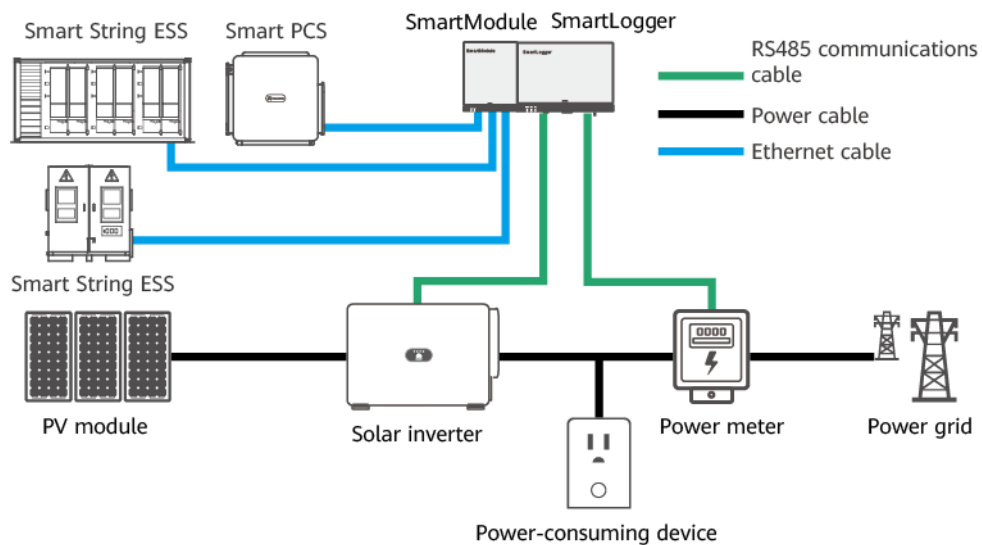 SmartModule SmartLogger
Smart String ESS
Smart PCS
RS485 communications
cable
Power cable
Ethernet cable
Smart String ESS
PV module
Solar inverter
Power meter
Power grid
Power-consuming device